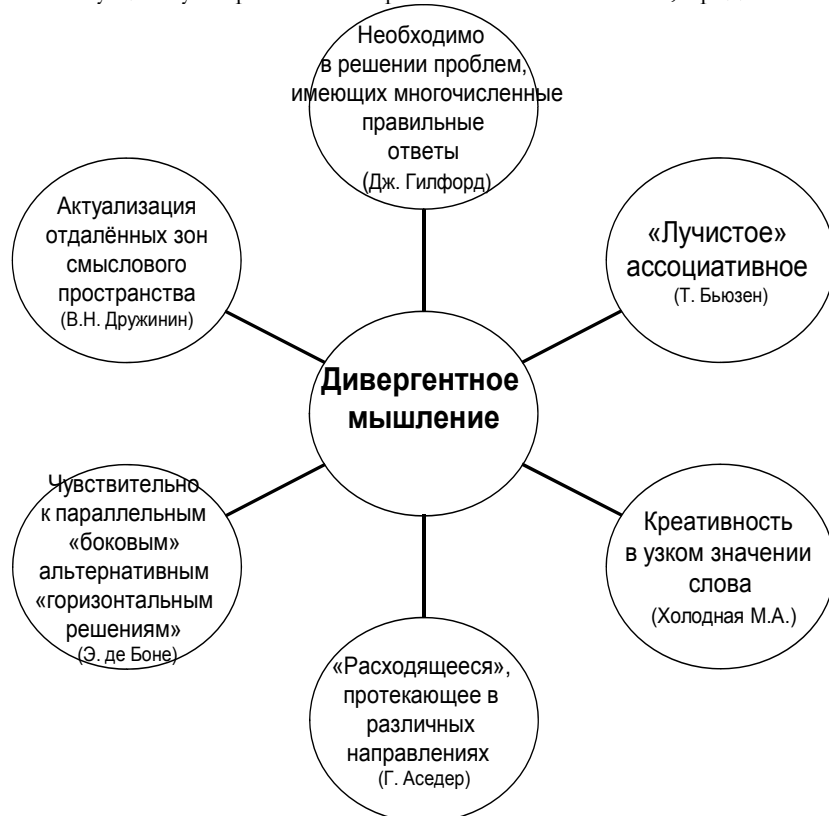 Необходимо
в решении проблем,
имеющих многочисленные
правильные
ответы
(Дж. Гилфорд)
Актуализация
отдалённых зон
смыслового
пространства
(В.Н. Дружинин)
«Лучистое»
ассоциативное
(Т. Бьюзен)
Дивергентное
мышление
Чувствительно
к параллельным
«боковым»
альтернативным
«горизонтальным
решениям»
(Э. де Боне)
Креативность
в узком значении
слова
(Холодная М.А.)
«Расходящееся»,
протекающее в
различных
направлениях
(Г. Аседер)